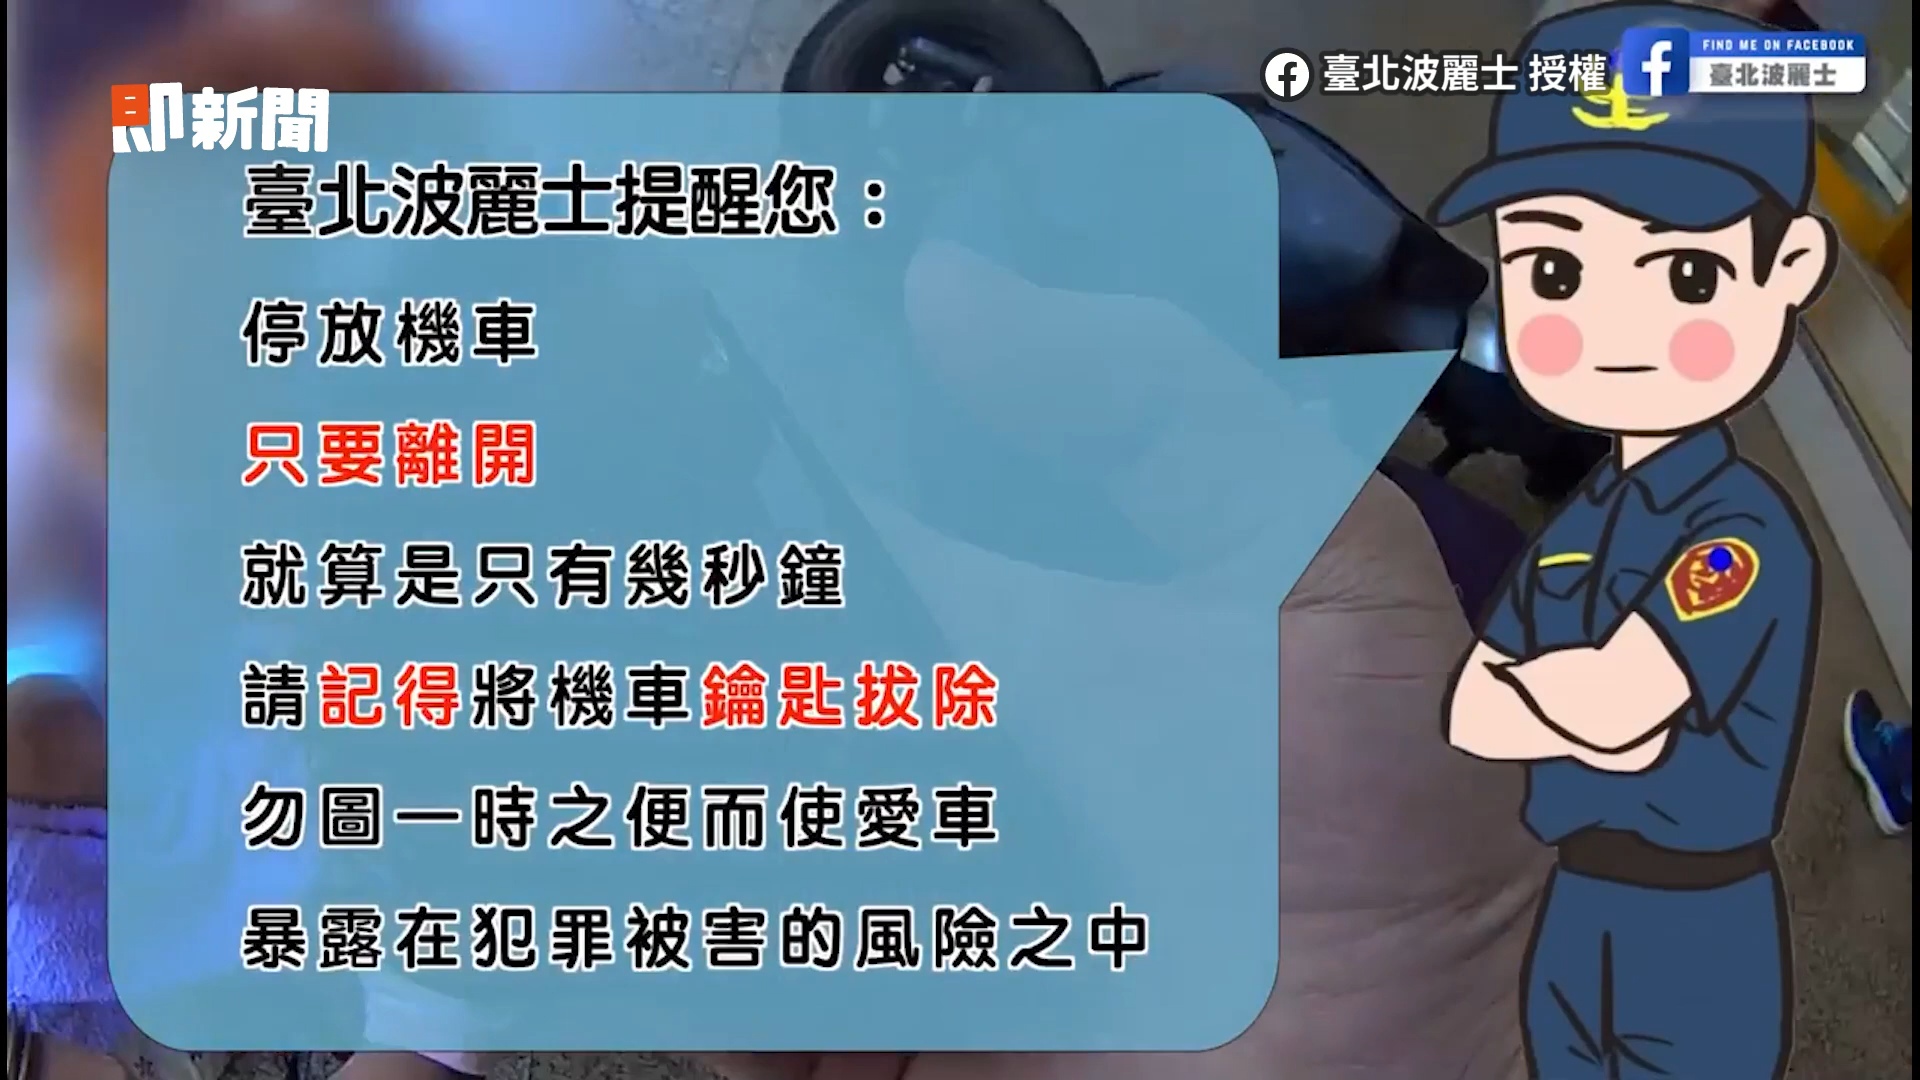 即新聞
臺北波麗士 授權
FIND ME ON FACEBOOK
臺北波麗士
臺北波麗士提醒您：
停放機車
只要離開
就算是只有幾秒鐘
請記得將機車鑰匙拔除
勿圖一時之便而使愛車
暴露在犯罪被害的風險之中